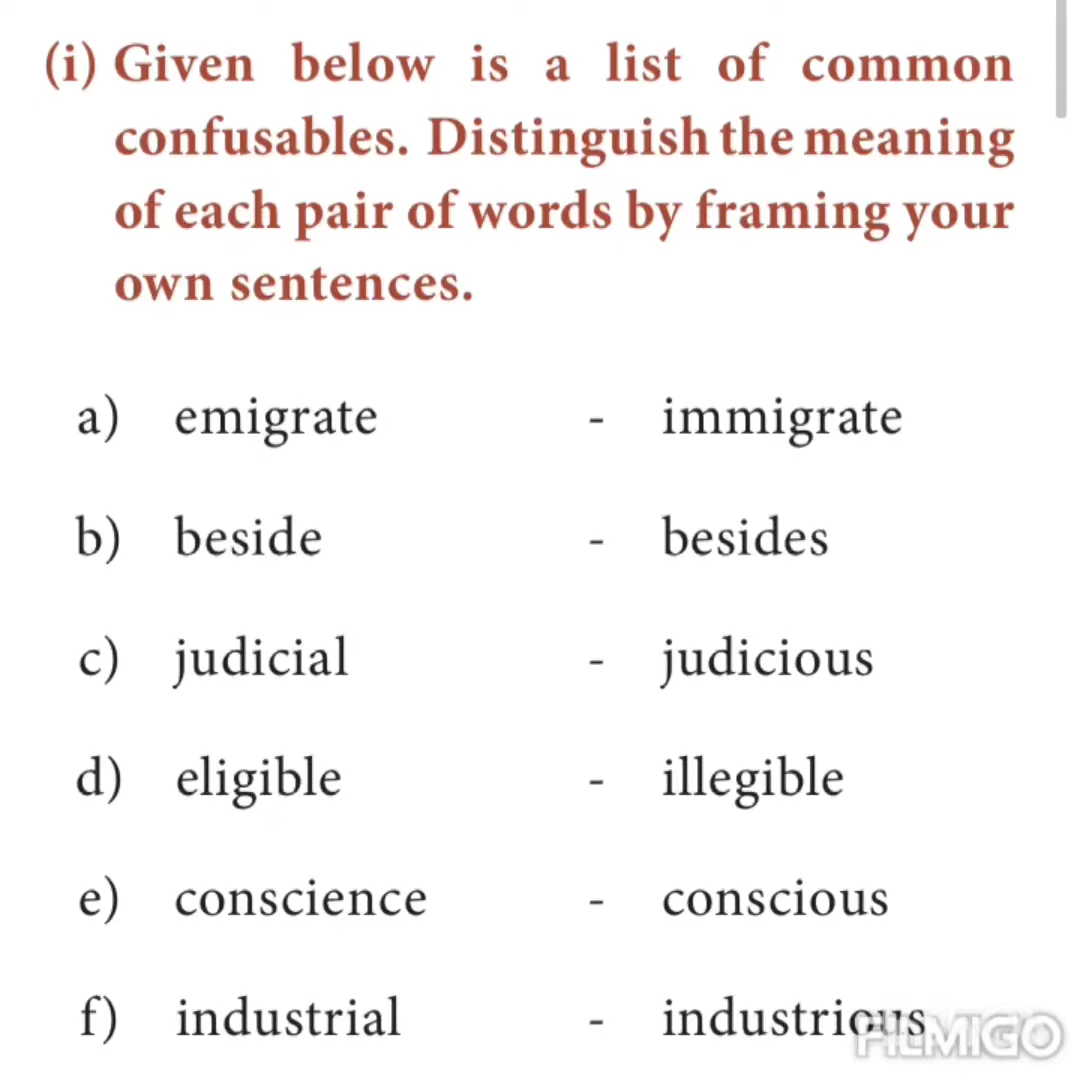 (i) Given below is a list of common
confusables. Distinguish the meaning
of each pair of words by framing your
own sentences.
a) emigrate - immigrate
b) beside - besides
c) judicial - judicious
d) eligible - illegible
e) conscience - conscious
f) industrial - industrious
FILMIGO